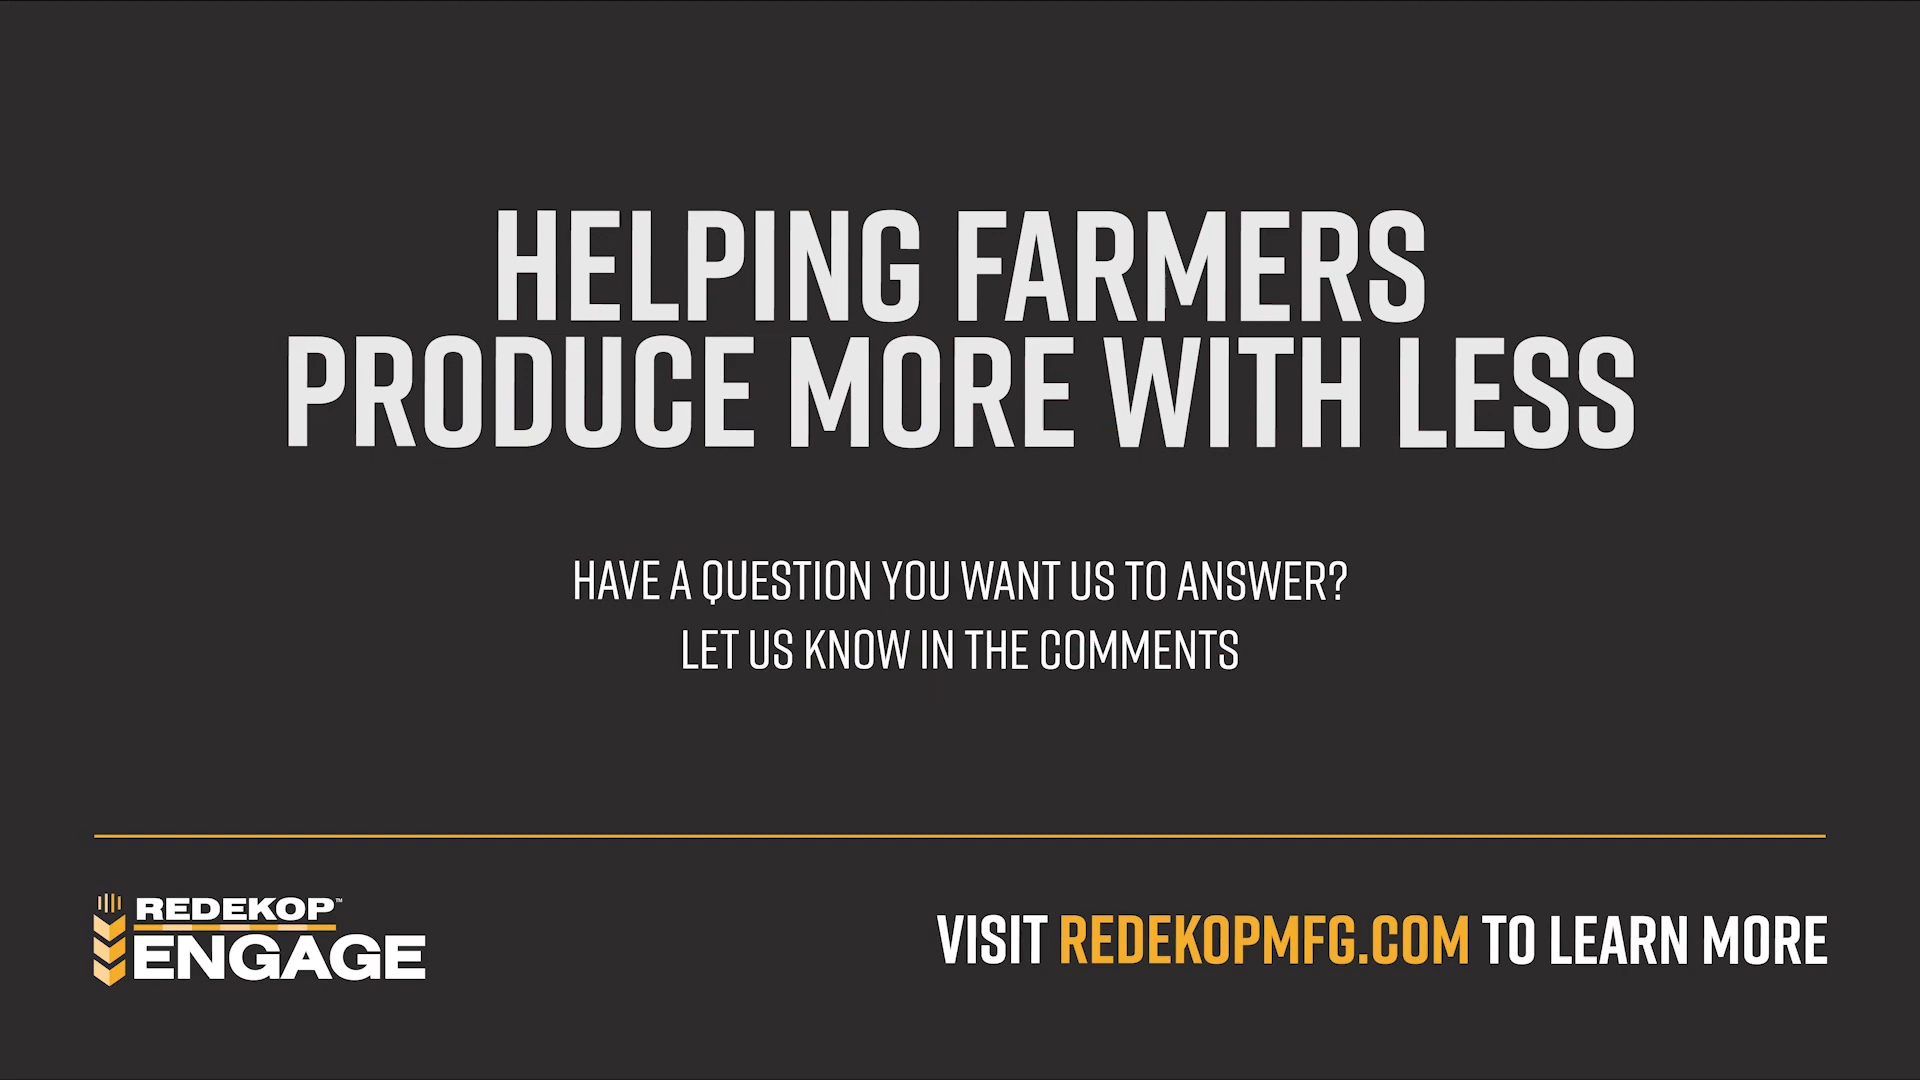 HELPING FARMERS
PRODUCE MORE WITH LESS
HAVE A QUESTION YOU WANT US TO ANSWER?
LET US KNOW IN THE COMMENTS
REDEKOP™
ENGAGE
VISIT REDEKOPMFG.COM TO LEARN MORE